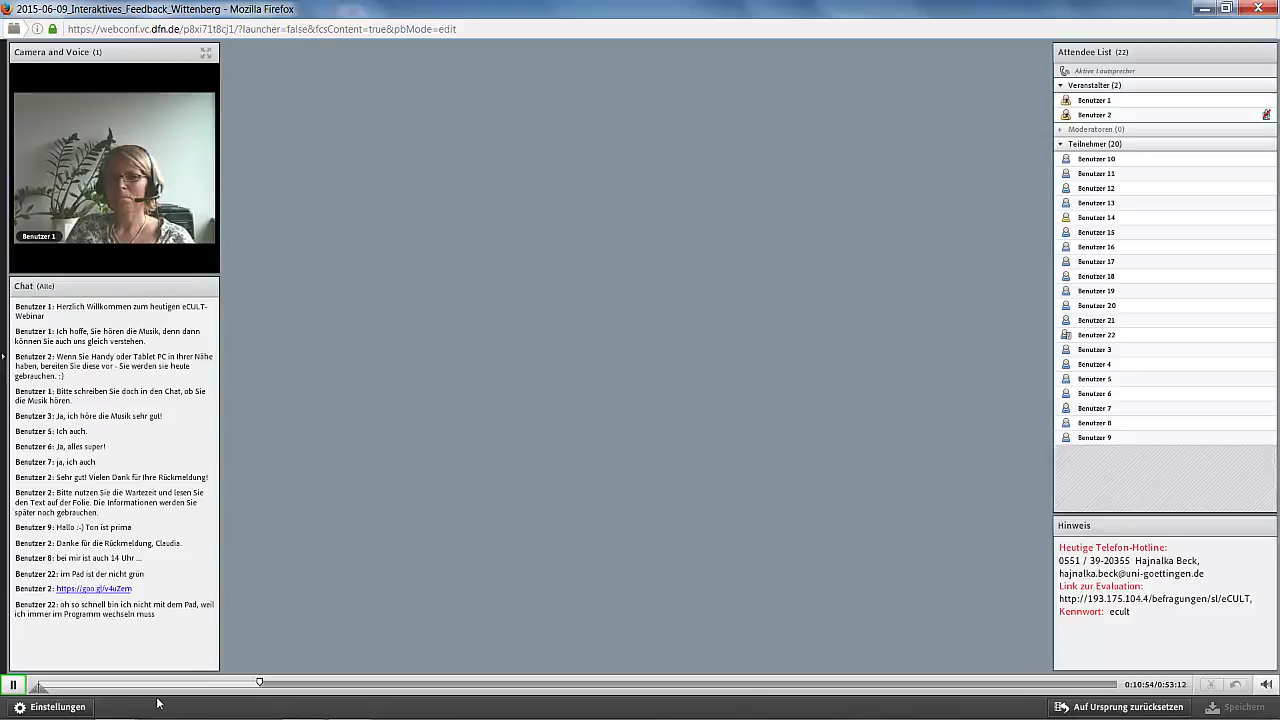 2015-06-09_Interaktives_Feedback_Wittenberg - Mozilla Firefox
https://webconf.vc.dfn.de/p8xi71t8cj1/?launcher=false&fcsContent=true&pbMode=edit
Camera and Voice (1)
Benutzer 1
Chat (Alle)
Benutzer 1: Herzlich Willkommen zum heutigen eCULT-
Webinar
Benutzer 1: Ich hoffe, Sie hören die Musik, denn dann
können Sie auch uns gleich verstehen.
Benutzer 2: Wenn Sie Handy oder Tablet PC in Ihrer Nähe
haben, bereiten Sie diese vor - Sie werden sie heute
gebrauchen. :)
Benutzer 1: Bitte schreiben Sie doch in den Chat, ob Sie
die Musik hören.
Benutzer 3: Ja, ich höre die Musik sehr gut!
Benutzer 5: Ich auch.
Benutzer 6: Ja, alles super!
Benutzer 7: ja, ich auch
Benutzer 2: Sehr gut! Vielen Dank für Ihre Rückmeldung!
Benutzer 2: Bitte nutzen Sie die Wartezeit und lesen Sie
den Text auf der Folie. Die Informationen werden Sie
später noch gebrauchen.
Benutzer 9: Hallo :-) Ton ist prima
Benutzer 2: Danke für die Rückmeldung, Claudia.
Benutzer 8: bei mir ist auch 14 Uhr ...
Benutzer 22: im Pad ist der nicht grün
Benutzer 2: https://goo.gl/v4uZem
Benutzer 22: oh so schnell bin ich nicht mit dem Pad, weil
ich immer im Programm wechseln muss
Attendee List (22)
Aktive Lautsprecher
Veranstalter (2)
Benutzer 1
Benutzer 2
Moderatoren (0)
Teilnehmer (20)
Benutzer 10
Benutzer 11
Benutzer 12
Benutzer 13
Benutzer 14
Benutzer 15
Benutzer 16
Benutzer 17
Benutzer 18
Benutzer 19
Benutzer 20
Benutzer 21
Benutzer 22
Benutzer 3
Benutzer 4
Benutzer 5
Benutzer 6
Benutzer 7
Benutzer 8
Benutzer 9
Hinweis
Heutige Telefon-Hotline:
0551 / 39-20355 Hajnalka Beck,
hajnalka.beck@uni-goettingen.de
Link zur Evaluation:
http://193.175.104.4/befragungen/sl/eCULT,
Kennwort: ecult
0:10:54/0:53:12
Einstellungen
Auf Ursprung zurücksetzen
Speichern